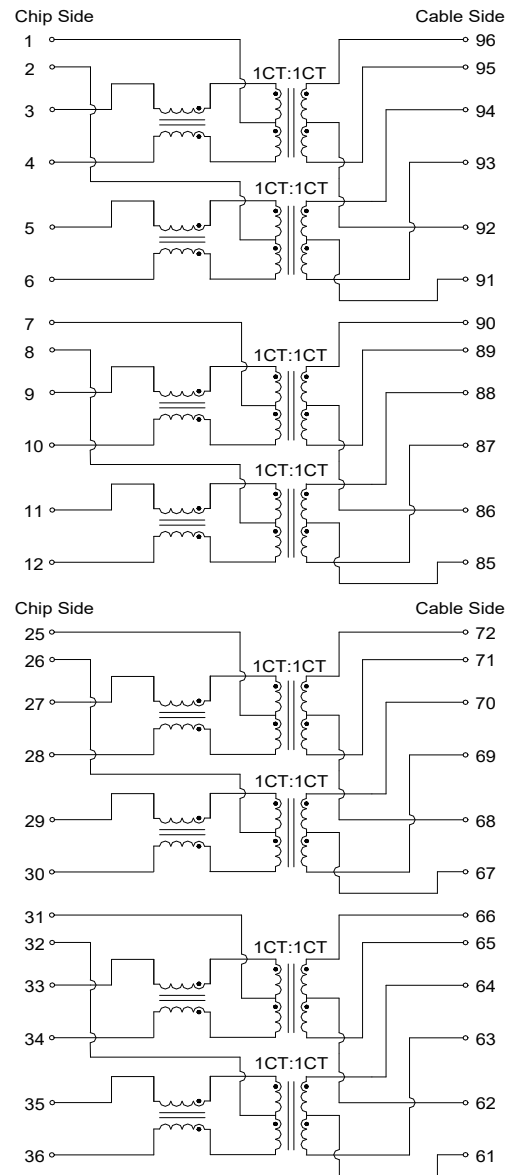 Chip Side Cable Side
1 96
2 1CT:1CT 95
3 94
4 93
1CT:1CT
5 92
6 91
7 90
8 1CT:1CT 89
9 88
10 87
1CT:1CT
11 86
12 85
Chip Side Cable Side
25 72
26 1CT:1CT 71
27 70
28 69
1CT:1CT
29 68
30 67
31 66
32 1CT:1CT 65
33 64
34 63
1CT:1CT
35 62
36 61